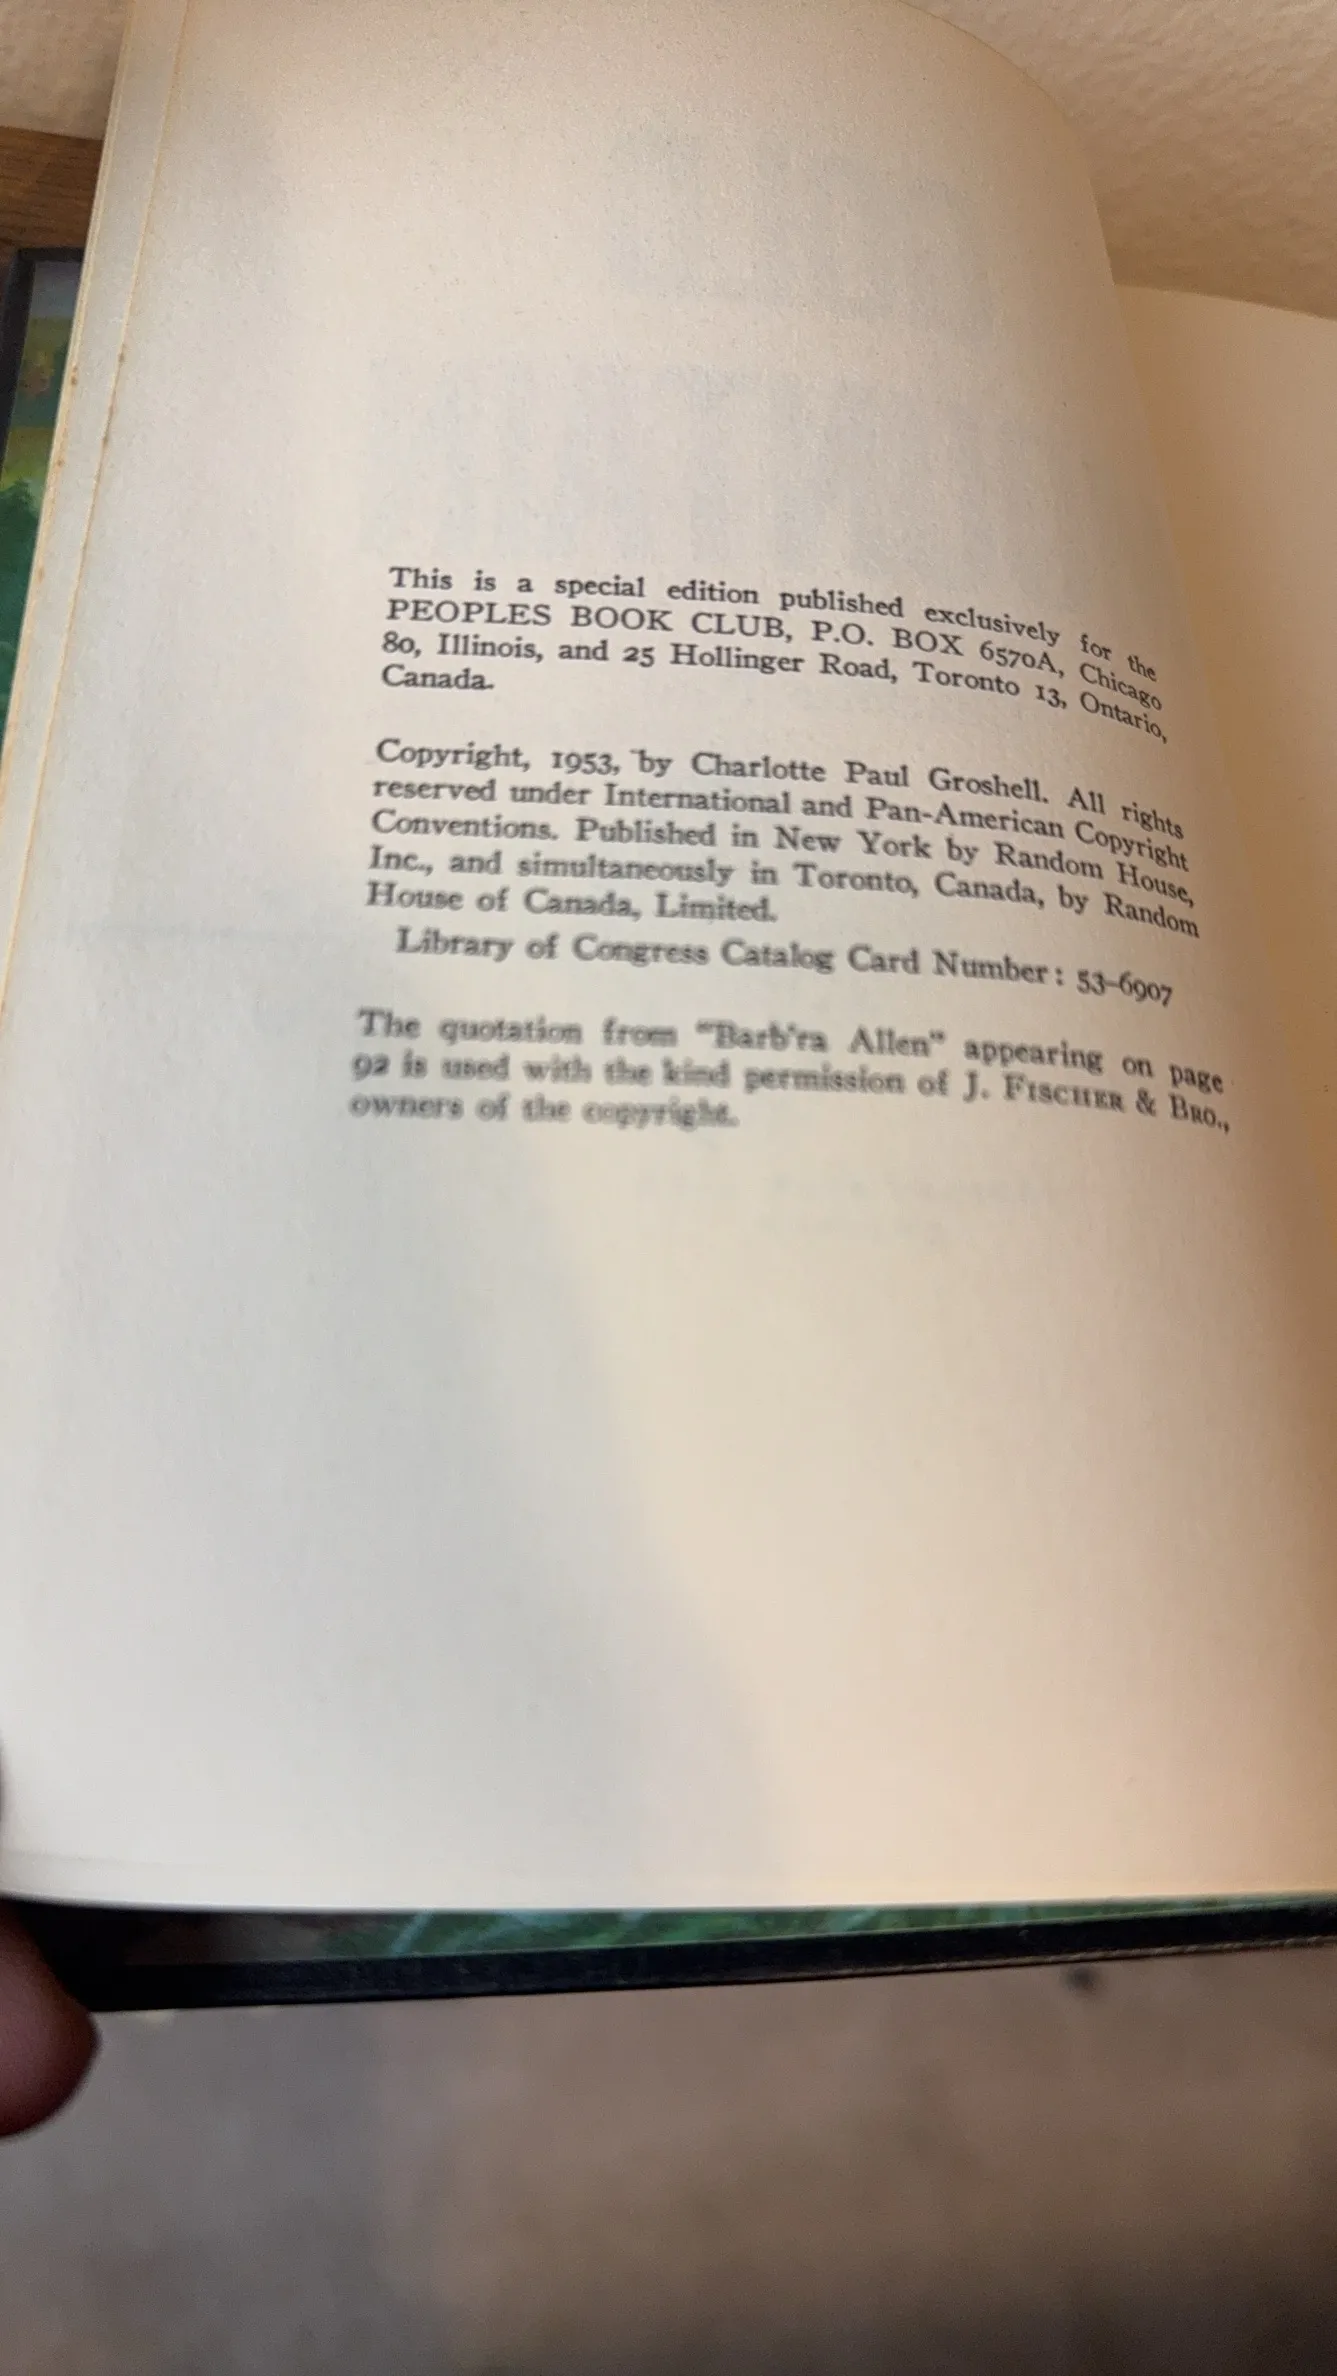 This is a special edition published exclusively for the
PEOPLES BOOK CLUB, P.O. BOX 6570A, Chicago
80, Illinois, and 25 Hollinger Road, Toronto 13, Ontario,
Canada.
Copyright, 1953, by Charlotte Paul Groshell. All rights
reserved under International and Pan-American Copyright
Conventions. Published in New York by Random House,
Inc., and simultaneously in Toronto, Canada, by Random
House of Canada, Limited.
Library of Congress Catalog Card Number: 53-6907
The quotation from "Barb'ra Allen" appearing on page
92 is used with the kind permission of J. FISCHER & BRO.,
owners of the copyright.